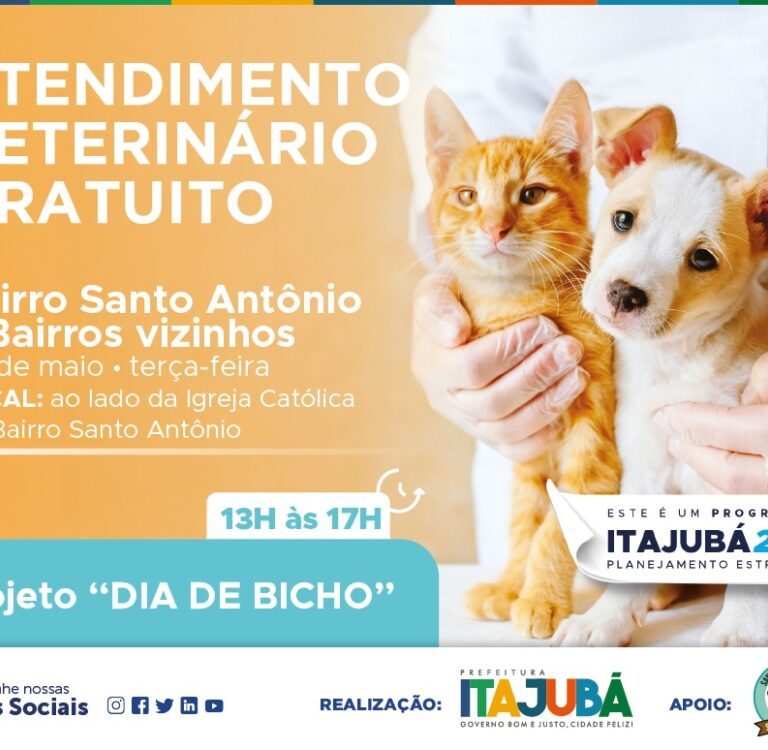 TENDIMENTO
ETERINÁRIO
RATUITO
irro Santo Antônio
Bairros vizinhos
de maio • terça-feira
CAL: ao lado da Igreja Católica
Bairro Santo Antônio
13H às 17H
ojeto “DIA DE BICHO”
ESTE É UM PROGR
ITAJUBÁ2
PLANEJAMENTO ESTR
he nossas
s Sociais
REALIZAÇÃO:
PREFEITURA
ITAJUBÁ
GOVERNO BOM E JUSTO, CIDADE FELIZ!
APOIO: